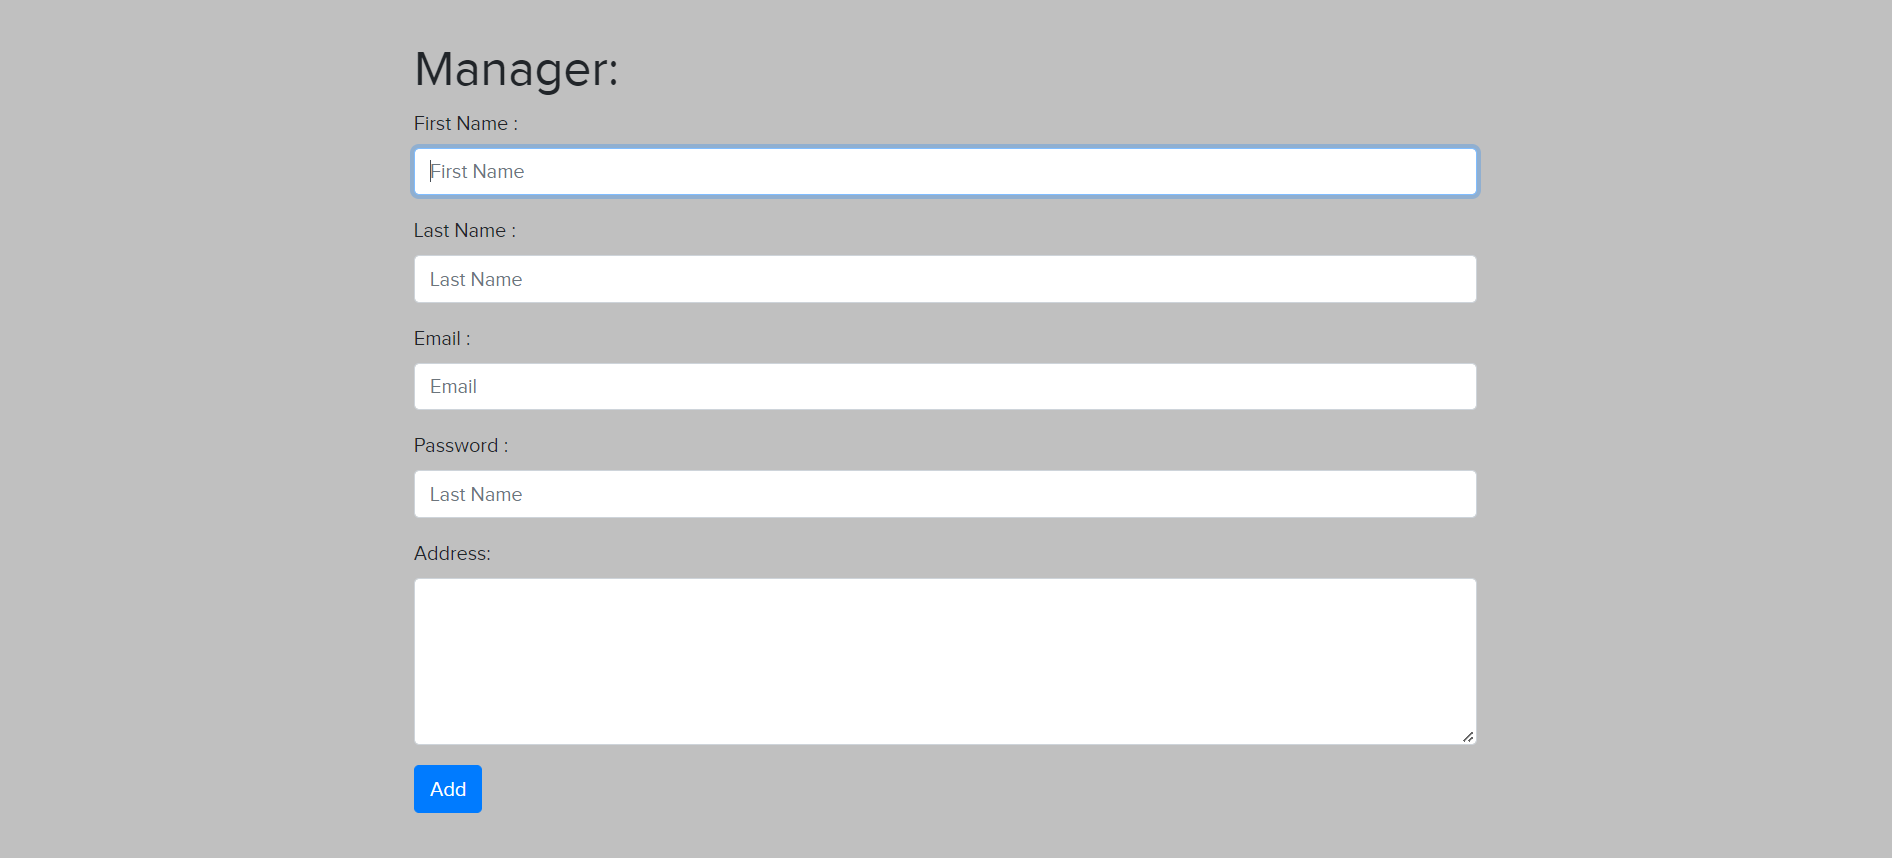 Manager:
First Name :
First Name
Last Name :
Last Name
Email :
Email
Password :
Last Name
Address:
Add